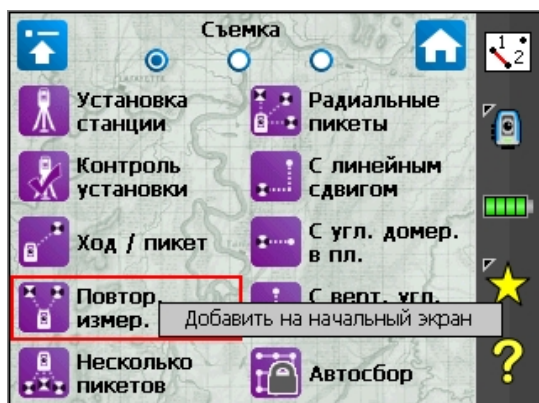 Съемка
Установка
станции
Радиальные
пикеты
Контроль
установки
С линейным
сдвигом
Ход / пикет
С угл. домер.
в пл.
Повтор.
измер.
С верт. угл.
Добавить на начальный экран
Несколько
пикетов
Автосбор
1
2
?
LAFAYETTE